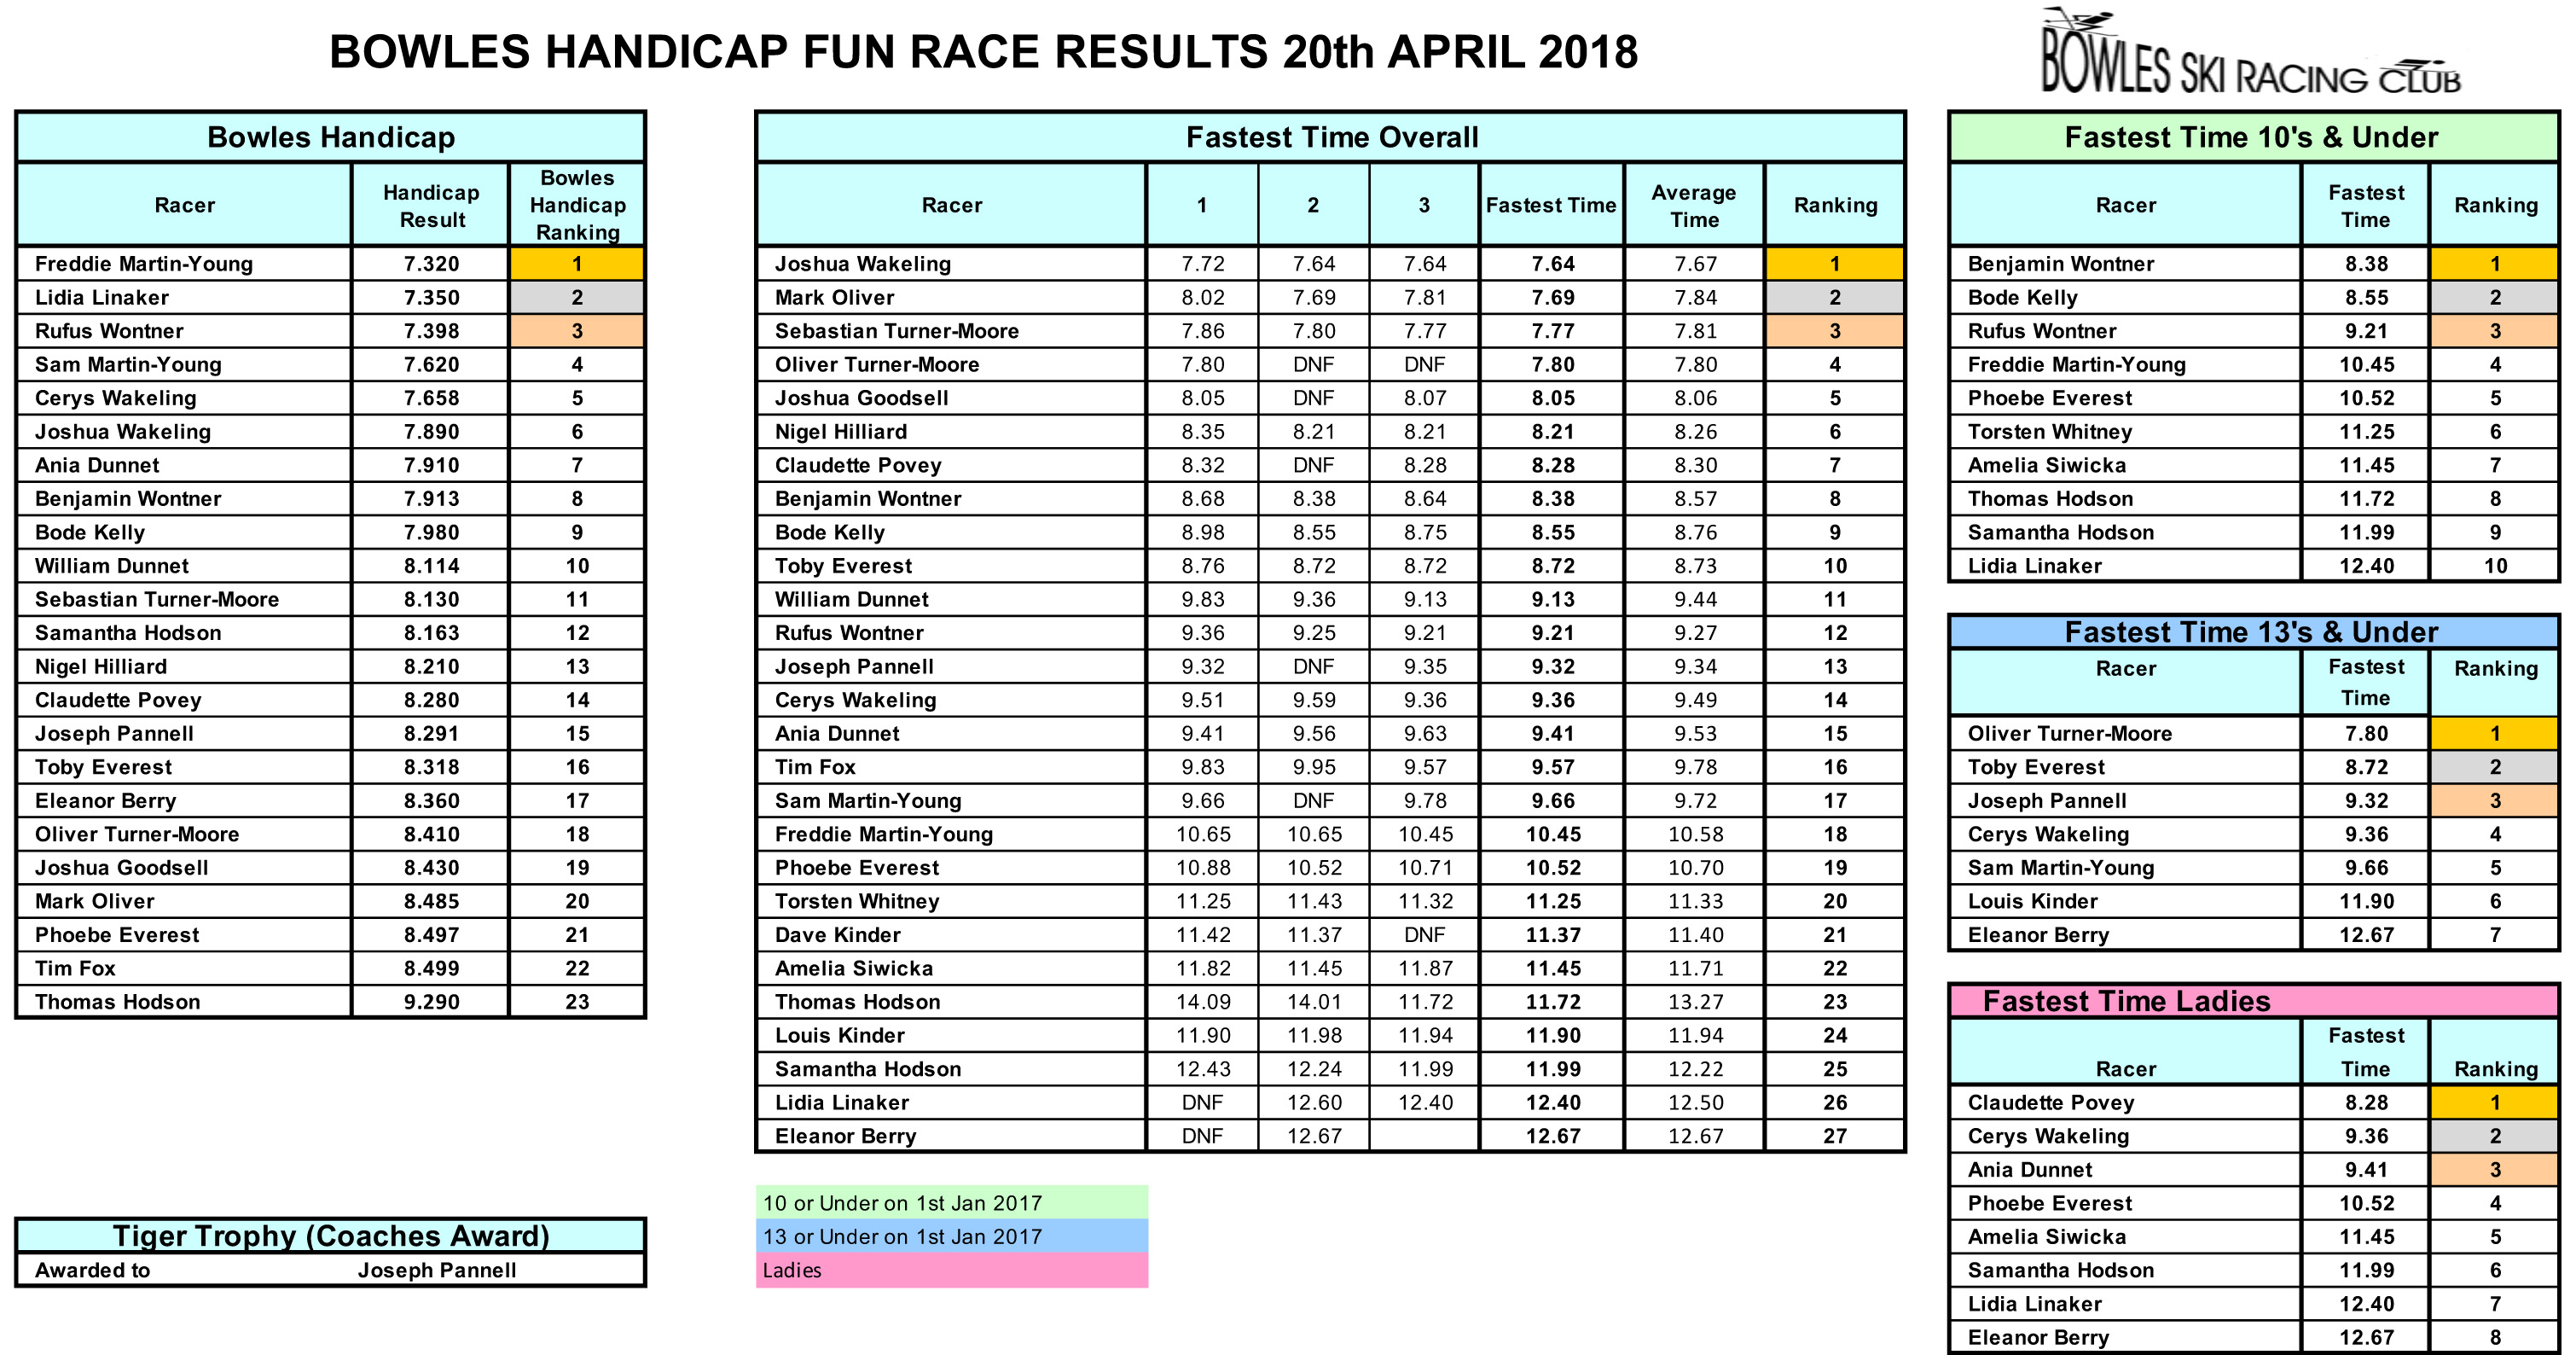 BOWLES HANDICAP FUN RACE RESULTS 20th APRIL 2018
BOWLES SKI RACING CLUB
Bowles Handicap
Racer Handicap Result Bowles Handicap Ranking
Freddie Martin-Young 7.320 1
Lidia Linaker 7.350 2
Rufus Wontner 7.398 3
Sam Martin-Young 7.620 4
Cerys Wakeling 7.658 5
Joshua Wakeling 7.890 6
Ania Dunnet 7.910 7
Benjamin Wontner 7.913 8
Bode Kelly 7.980 9
William Dunnet 8.114 10
Sebastian Turner-Moore 8.130 11
Samantha Hodson 8.163 12
Nigel Hilliard 8.210 13
Claudette Povey 8.280 14
Joseph Pannell 8.291 15
Toby Everest 8.318 16
Eleanor Berry 8.360 17
Oliver Turner-Moore 8.410 18
Joshua Goodsell 8.430 19
Mark Oliver 8.485 20
Phoebe Everest 8.497 21
Tim Fox 8.499 22
Thomas Hodson 9.290 23
Tiger Trophy (Coaches Award)
Awarded to Joseph Pannell
Fastest Time Overall
Racer 1 2 3 Fastest Time Average Time Ranking
Joshua Wakeling 7.72 7.64 7.64 7.64 7.67 1
Mark Oliver 8.02 7.69 7.81 7.69 7.84 2
Sebastian Turner-Moore 7.86 7.80 7.77 7.77 7.81 3
Oliver Turner-Moore 7.80 DNF DNF 7.80 7.80 4
Joshua Goodsell 8.05 DNF 8.07 8.05 8.06 5
Nigel Hilliard 8.35 8.21 8.21 8.21 8.26 6
Claudette Povey 8.32 DNF 8.28 8.28 8.30 7
Benjamin Wontner 8.68 8.38 8.64 8.38 8.57 8
Bode Kelly 8.98 8.55 8.75 8.55 8.76 9
Toby Everest 8.76 8.72 8.72 8.72 8.73 10
William Dunnet 9.83 9.36 9.13 9.13 9.44 11
Rufus Wontner 9.36 9.25 9.21 9.21 9.27 12
Joseph Pannell 9.32 DNF 9.35 9.32 9.34 13
Cerys Wakeling 9.51 9.59 9.36 9.36 9.49 14
Ania Dunnet 9.41 9.56 9.63 9.41 9.53 15
Tim Fox 9.83 9.95 9.57 9.57 9.78 16
Sam Martin-Young 9.66 DNF 9.78 9.66 9.72 17
Freddie Martin-Young 10.65 10.65 10.45 10.45 10.58 18
Phoebe Everest 10.88 10.52 10.71 10.52 10.70 19
Torsten Whitney 11.25 11.43 11.32 11.25 11.33 20
Dave Kinder 11.42 11.37 DNF 11.37 11.40 21
Amelia Siwicka 11.82 11.45 11.87 11.45 11.71 22
Thomas Hodson 14.09 14.01 11.72 11.72 13.27 23
Louis Kinder 11.90 11.98 11.94 11.90 11.94 24
Samantha Hodson 12.43 12.24 11.99 11.99 12.22 25
Lidia Linaker DNF 12.60 12.40 12.40 12.50 26
Eleanor Berry DNF 12.67 12.67 12.67 27
10 or Under on 1st Jan 2017
13 or Under on 1st Jan 2017
Ladies
Fastest Time 10's & Under
Racer Fastest Time Ranking
Benjamin Wontner 8.38 1
Bode Kelly 8.55 2
Rufus Wontner 9.21 3
Freddie Martin-Young 10.45 4
Phoebe Everest 10.52 5
Torsten Whitney 11.25 6
Amelia Siwicka 11.45 7
Thomas Hodson 11.72 8
Samantha Hodson 11.99 9
Lidia Linaker 12.40 10
Fastest Time 13's & Under
Racer Fastest Time Ranking
Oliver Turner-Moore 7.80 1
Toby Everest 8.72 2
Joseph Pannell 9.32 3
Cerys Wakeling 9.36 4
Sam Martin-Young 9.66 5
Louis Kinder 11.90 6
Eleanor Berry 12.67 7
Fastest Time Ladies
Racer Fastest Time Ranking
Claudette Povey 8.28 1
Cerys Wakeling 9.36 2
Ania Dunnet 9.41 3
Phoebe Everest 10.52 4
Amelia Siwicka 11.45 5
Samantha Hodson 11.99 6
Lidia Linaker 12.40 7
Eleanor Berry 12.67 8